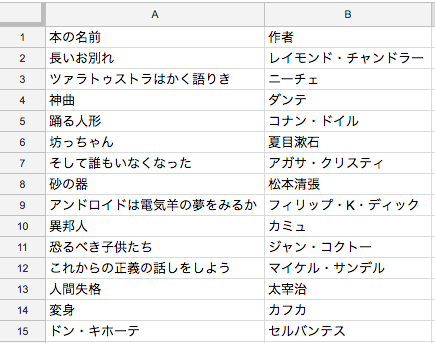 A B
1 本の名前 作者
2 長いお別れ レイモンド・チャンドラー
3 ツァラトゥストラはかく語りき ニーチェ
4 神曲 ダンテ
5 踊る人形 コナン・ドイル
6 坊っちゃん 夏目漱石
7 そして誰もいなくなった アガサ・クリスティ
8 砂の器 松本清張
9 アンドロイドは電気羊の夢をみるか フィリップ・K・ディック
10 異邦人 カミュ
11 恐るべき子供たち ジャン・コクトー
12 これからの正義の話しをしよう マイケル・サンデル
13 人間失格 太宰治
14 変身 カフカ
15 ドン・キホーテ セルバンテス